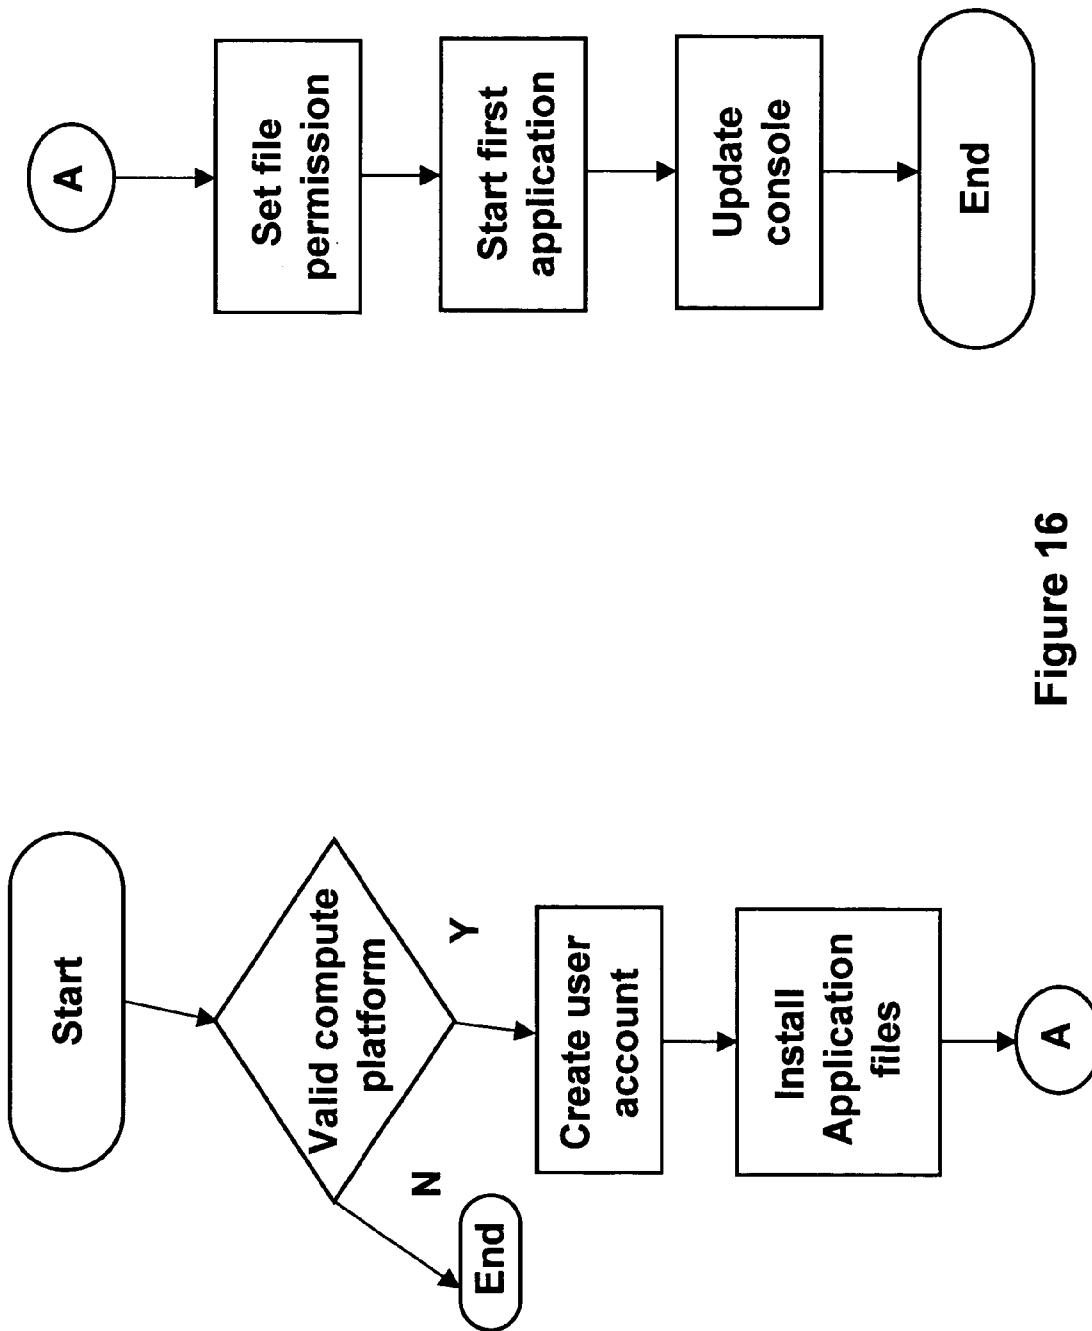 Start
Valid compute
platform
N
Y
End
Create user
account
Install
Application
files
A
A
Set file
permission
Start first
application
Update
console
End
Figure 16